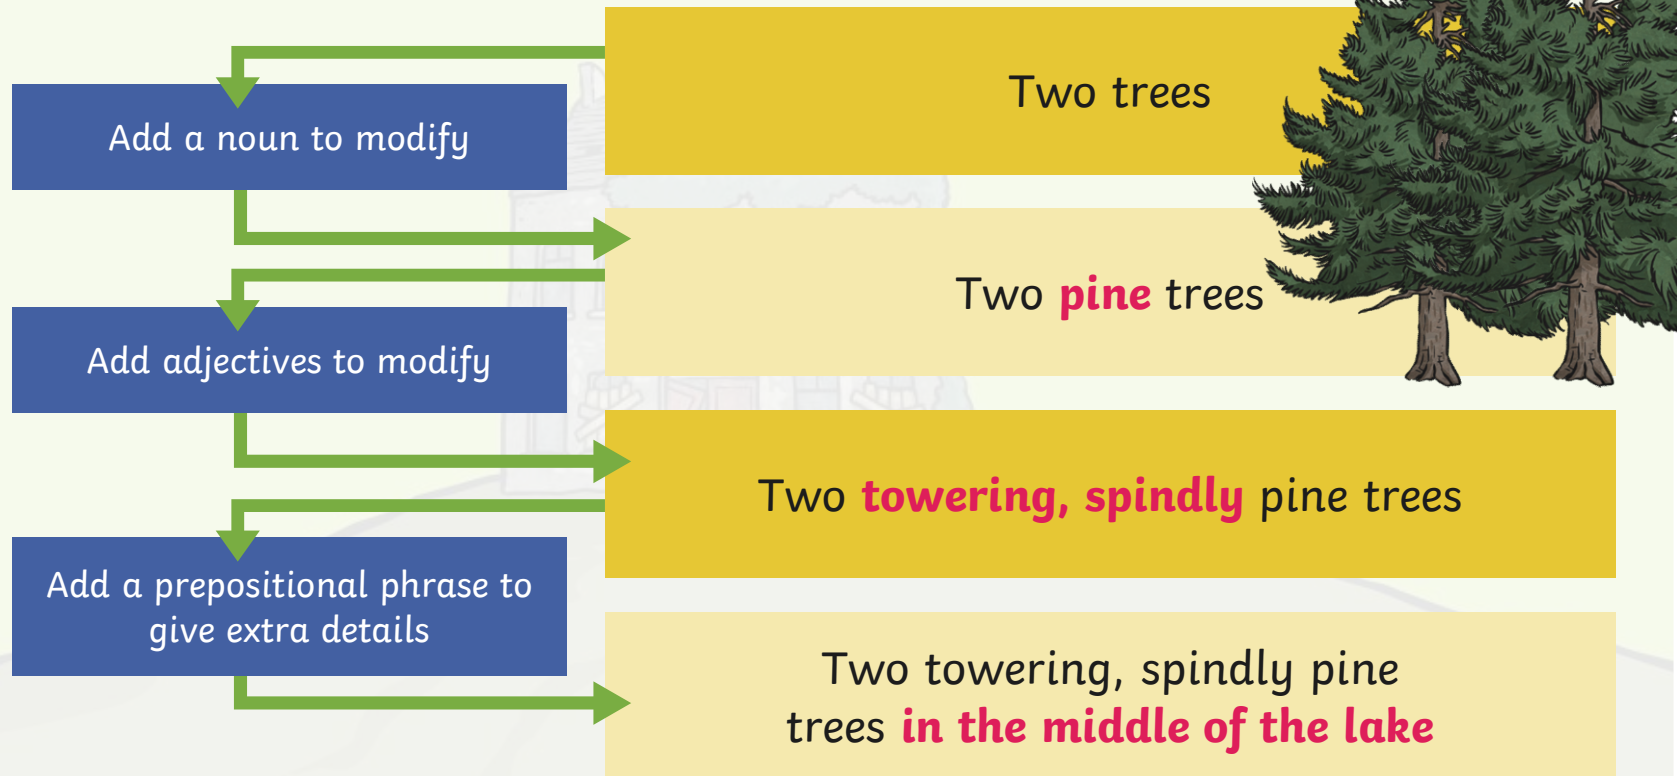 Two trees
Add a noun to modify
Two pine trees
Add adjectives to modify
Two towering, spindly pine trees
Add a prepositional phrase to
give extra details
Two towering, spindly pine
trees in the middle of the lake